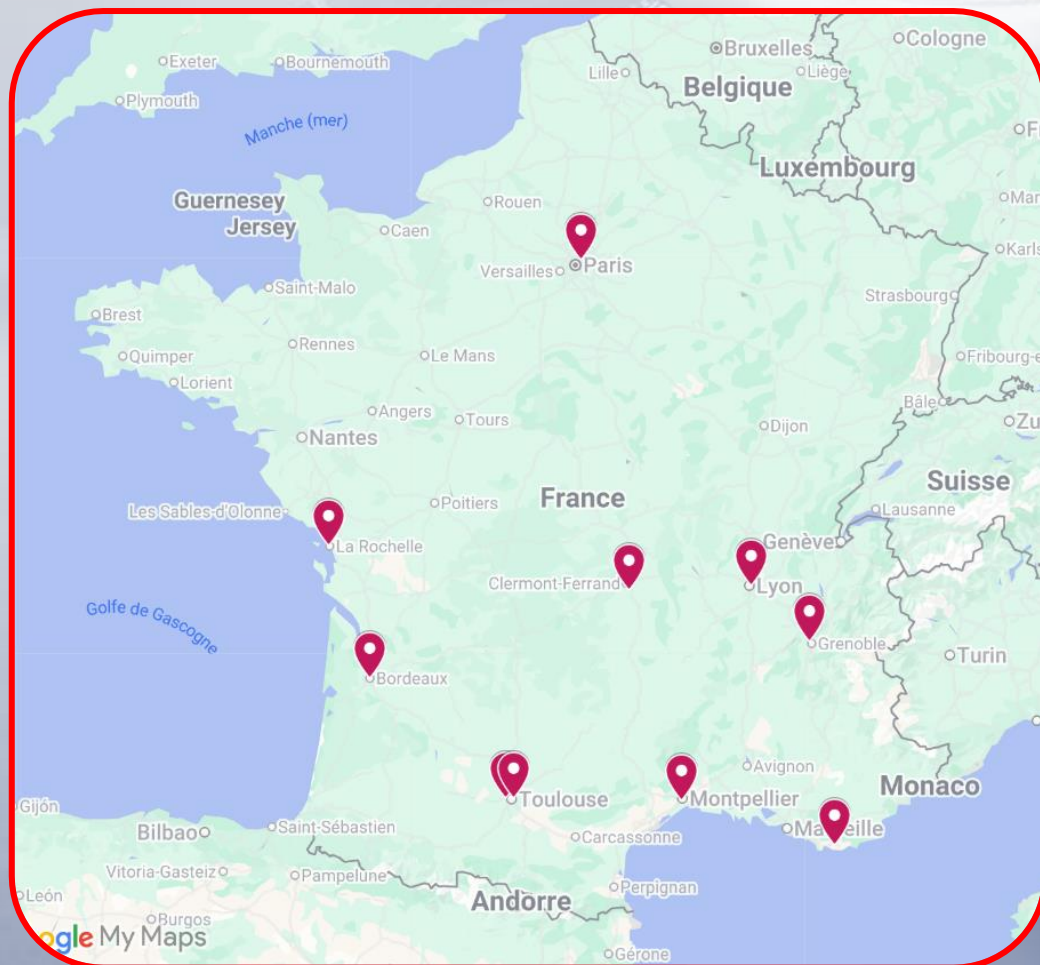 Bruxelles
Cologne
Exeter
Bournemouth
Lille
Liège
Belgique
Plymouth
Manche (mer)
Luxembourg
Guernesey
Rouen
Jersey
Caen
Versailles
Paris
Saint-Malo
Strasbourg
Brest
Rennes
Quimper
Le Mans
Lorient
Bâle
Angers
Tours
Dijon
Nantes
Suisse
France
Poitiers
Les Sables-d'Olonne
Lausanne
Genève
La Rochelle
Clermont-Ferrand
Lyon
Golfe de Gascogne
Grenoble
Turin
Bordeaux
Avignon
Monaco
Toulouse
Montpellier
Gijón
Bilbao
Saint-Sébastien
Marseille
Carcassonne
Vitoria-Gasteiz
Pampelune
Perpignan
León
Andorre
Burgos
ogle My Maps
Gérone